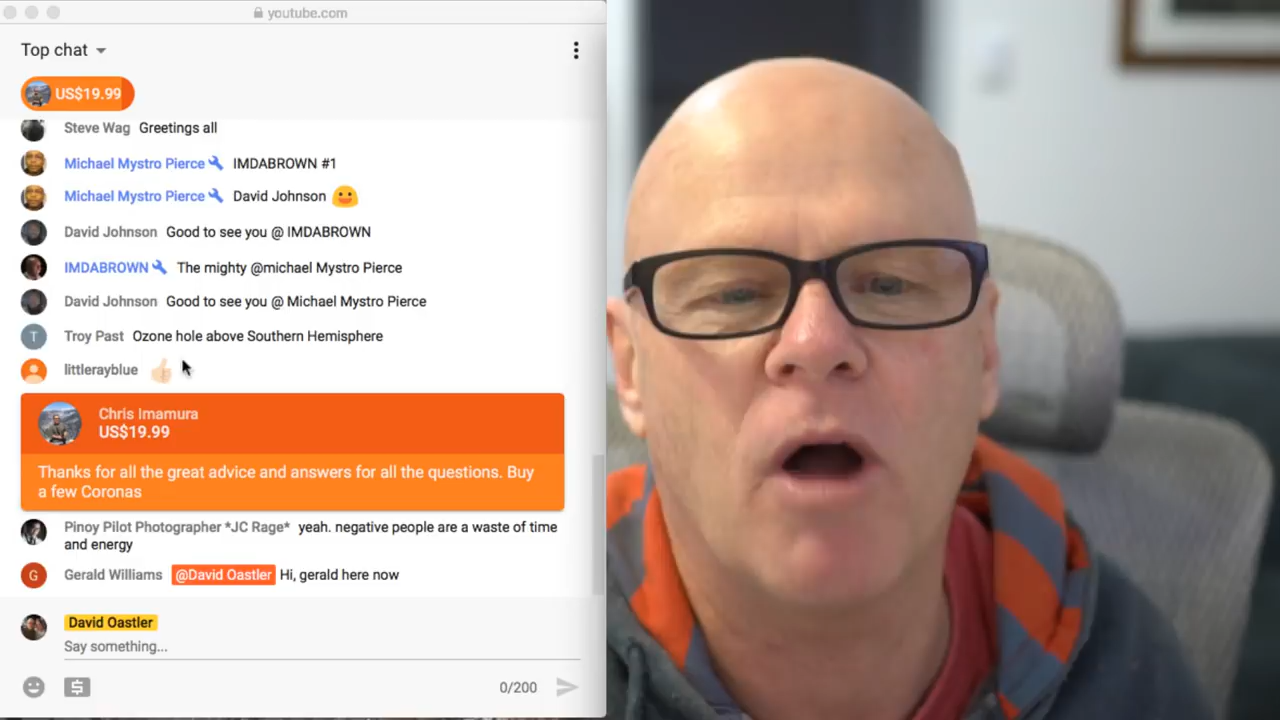 youtube.com
Top chat
US$19.99
Steve Wag Greetings all
Michael Mystro Pierce IMDABROWN #1
Michael Mystro Pierce David Johnson 😀
David Johnson Good to see you @ IMDABROWN
IMDABROWN The mighty @michael Mystro Pierce
David Johnson Good to see you @ Michael Mystro Pierce
T Troy Past Ozone hole above Southern Hemisphere
littlerayblue 👍🏻
Chris Imamura
US$19.99
Thanks for all the great advice and answers for all the questions. Buy
a few Coronas
Pinoy Pilot Photographer *JC Rage* yeah. negative people are a waste of time
and energy
G Gerald Williams @David Oastler Hi, gerald here now
David Oastler
Say something...
0/200